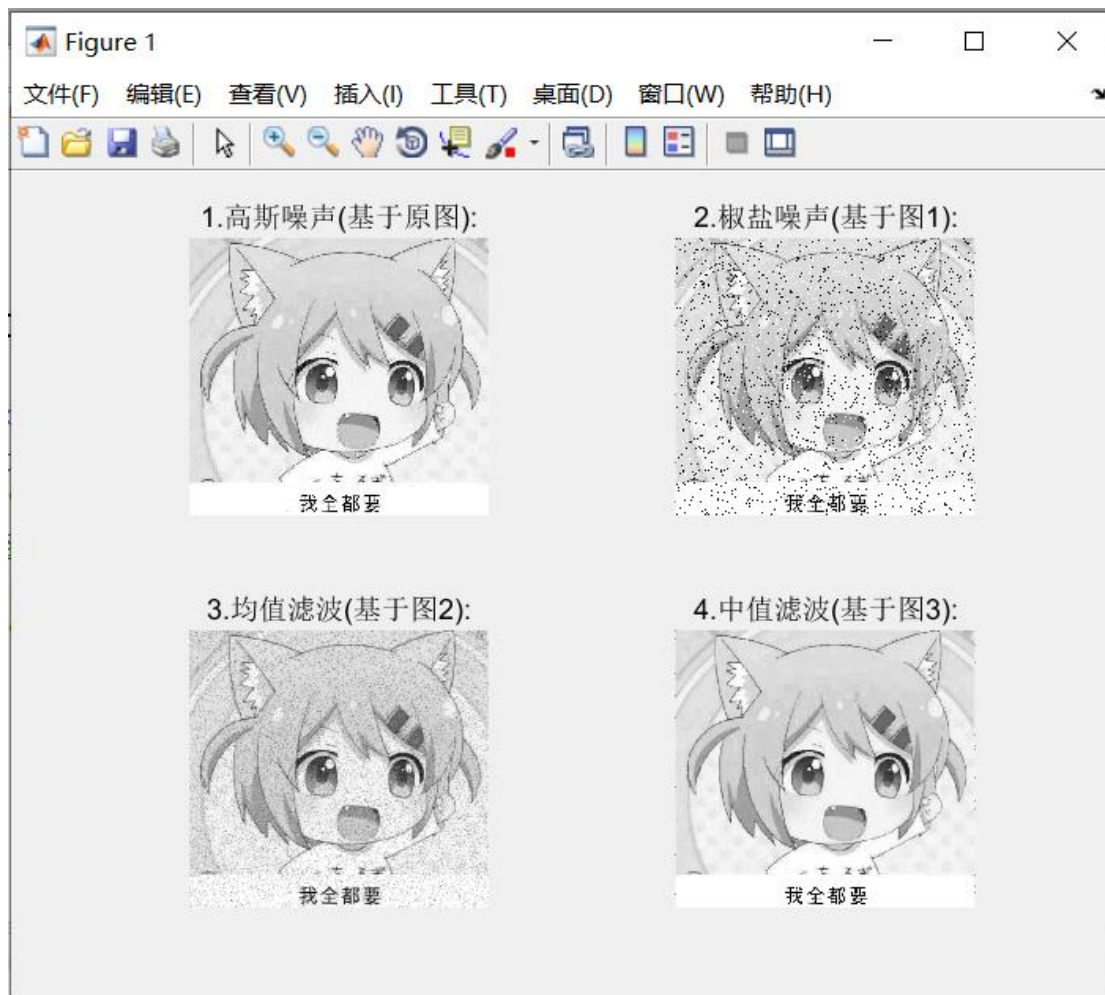 Figure 1
文件(F) 编辑(E) 查看(V) 插入(I) 工具(T) 桌面(D) 窗口(W) 帮助(H)
1.高斯噪声(基于原图):
2.椒盐噪声(基于图1):
我全都要
我全都要
3.均值滤波(基于图2):
4.中值滤波(基于图3):
我全都要
我全都要